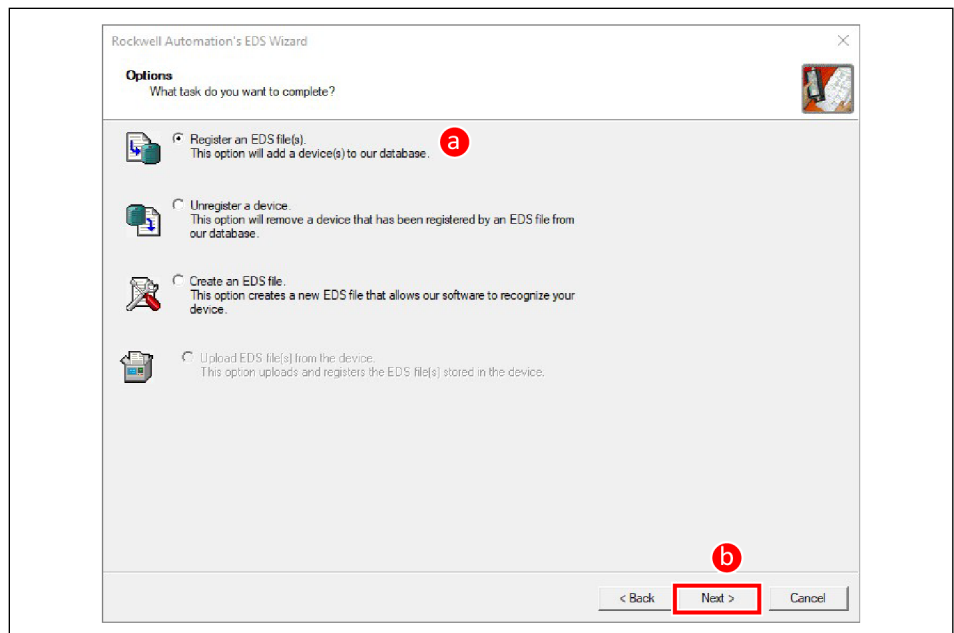 Rockwell Automation's EDS Wizard
Options
What task do you want to complete?
Register an EDS file(s).
This option will add a device(s) to our database.
a
Unregister a device.
This option will remove a device that has been registered by an EDS file from
our database.
Create an EDS file.
This option creates a new EDS file that allows our software to recognize your
device.
Upload EDS file(s) from the device.
This option uploads and registers the EDS file(s) stored in the device.
b
< Back
Next >
Cancel